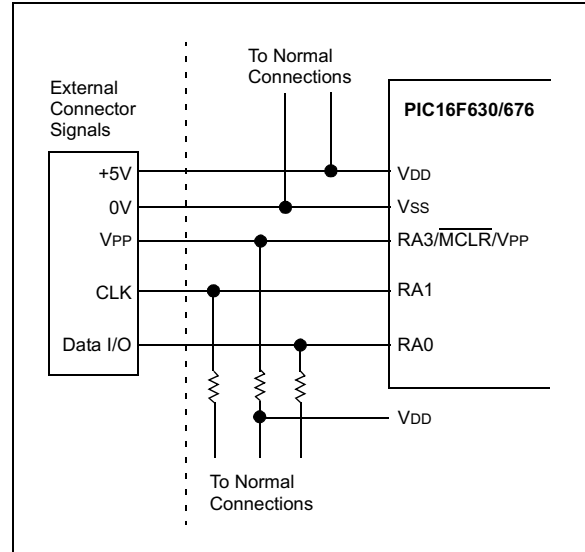 To Normal
Connections
External
Connector
Signals
PIC16F630/676
+5V
VDD
0V
VSS
VPP
RA3/MCLR/VPP
CLK
RA1
Data I/O
RA0
VDD
To Normal
Connections